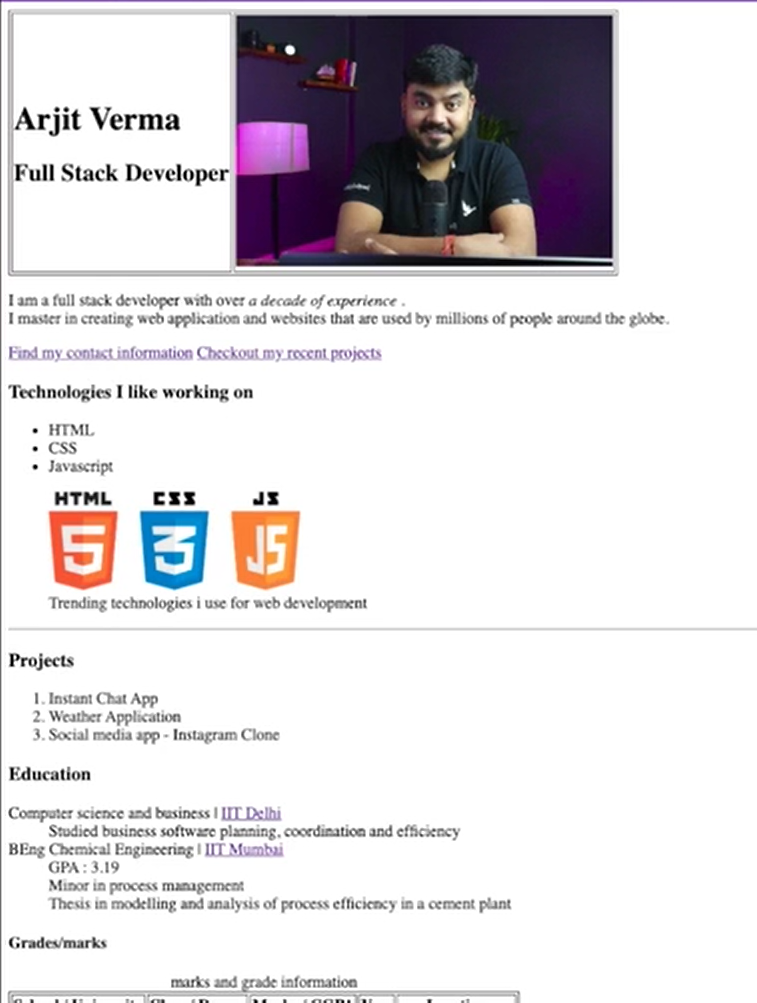 Arjit Verma
Full Stack Developer
I am a full stack developer with over a decade of experience .
I master in creating web application and websites that are used by millions of people around the globe.
Find my contact information Checkout my recent projects
Technologies I like working on
• HTML
• CSS
• Javascript
HTML CSS JS
5 3 JS
Trending technologies i use for web development
Projects
1. Instant Chat App
2. Weather Application
3. Social media app - Instagram Clone
Education
Computer science and business | IIT Delhi
Studied business software planning, coordination and efficiency
BEng Chemical Engineering | IIT Mumbai
GPA : 3.19
Minor in process management
Thesis in modelling and analysis of process efficiency in a cement plant
Grades/marks
marks and grade information